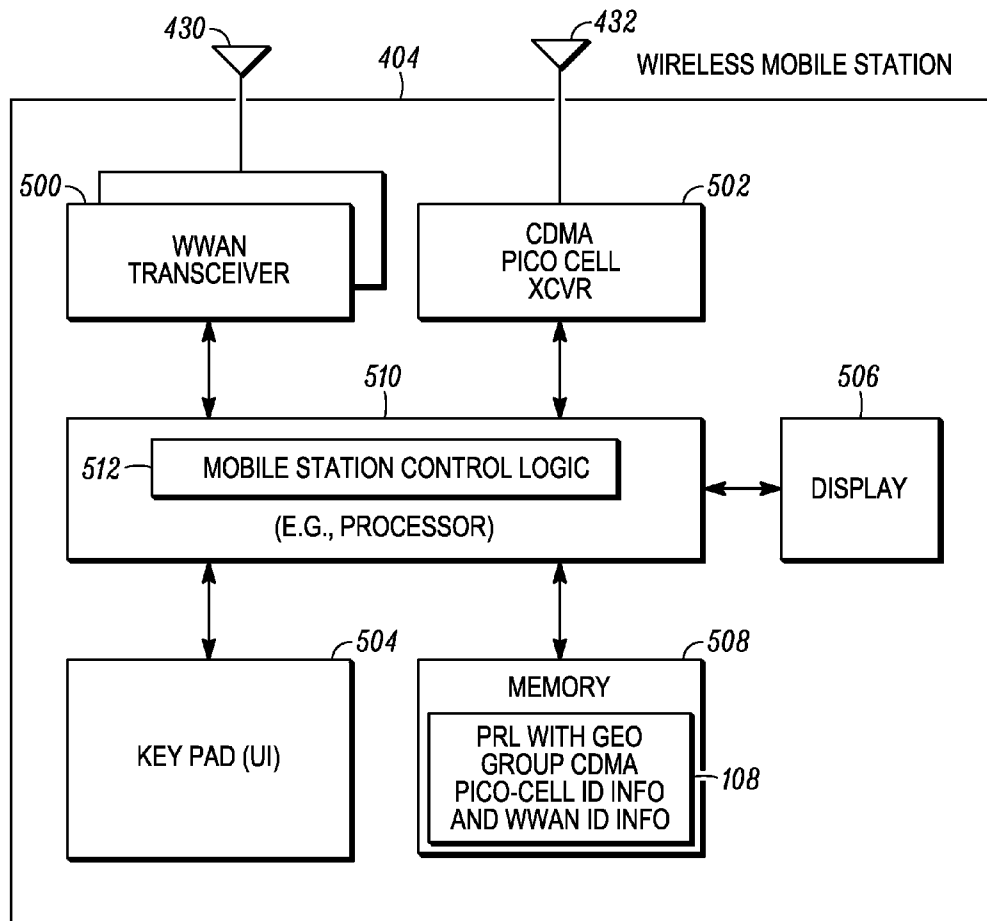 430
432
404
WIRELESS MOBILE STATION
500
502
WWAN
TRANSCEIVER
CDMA
PICO CELL
XCVR
510
506
512
MOBILE STATION CONTROL LOGIC
(E.G., PROCESSOR)
DISPLAY
504
508
KEY PAD (UI)
MEMORY
PRL WITH GEO
GROUP CDMA
PICO-CELL ID INFO
AND WWAN ID INFO
108